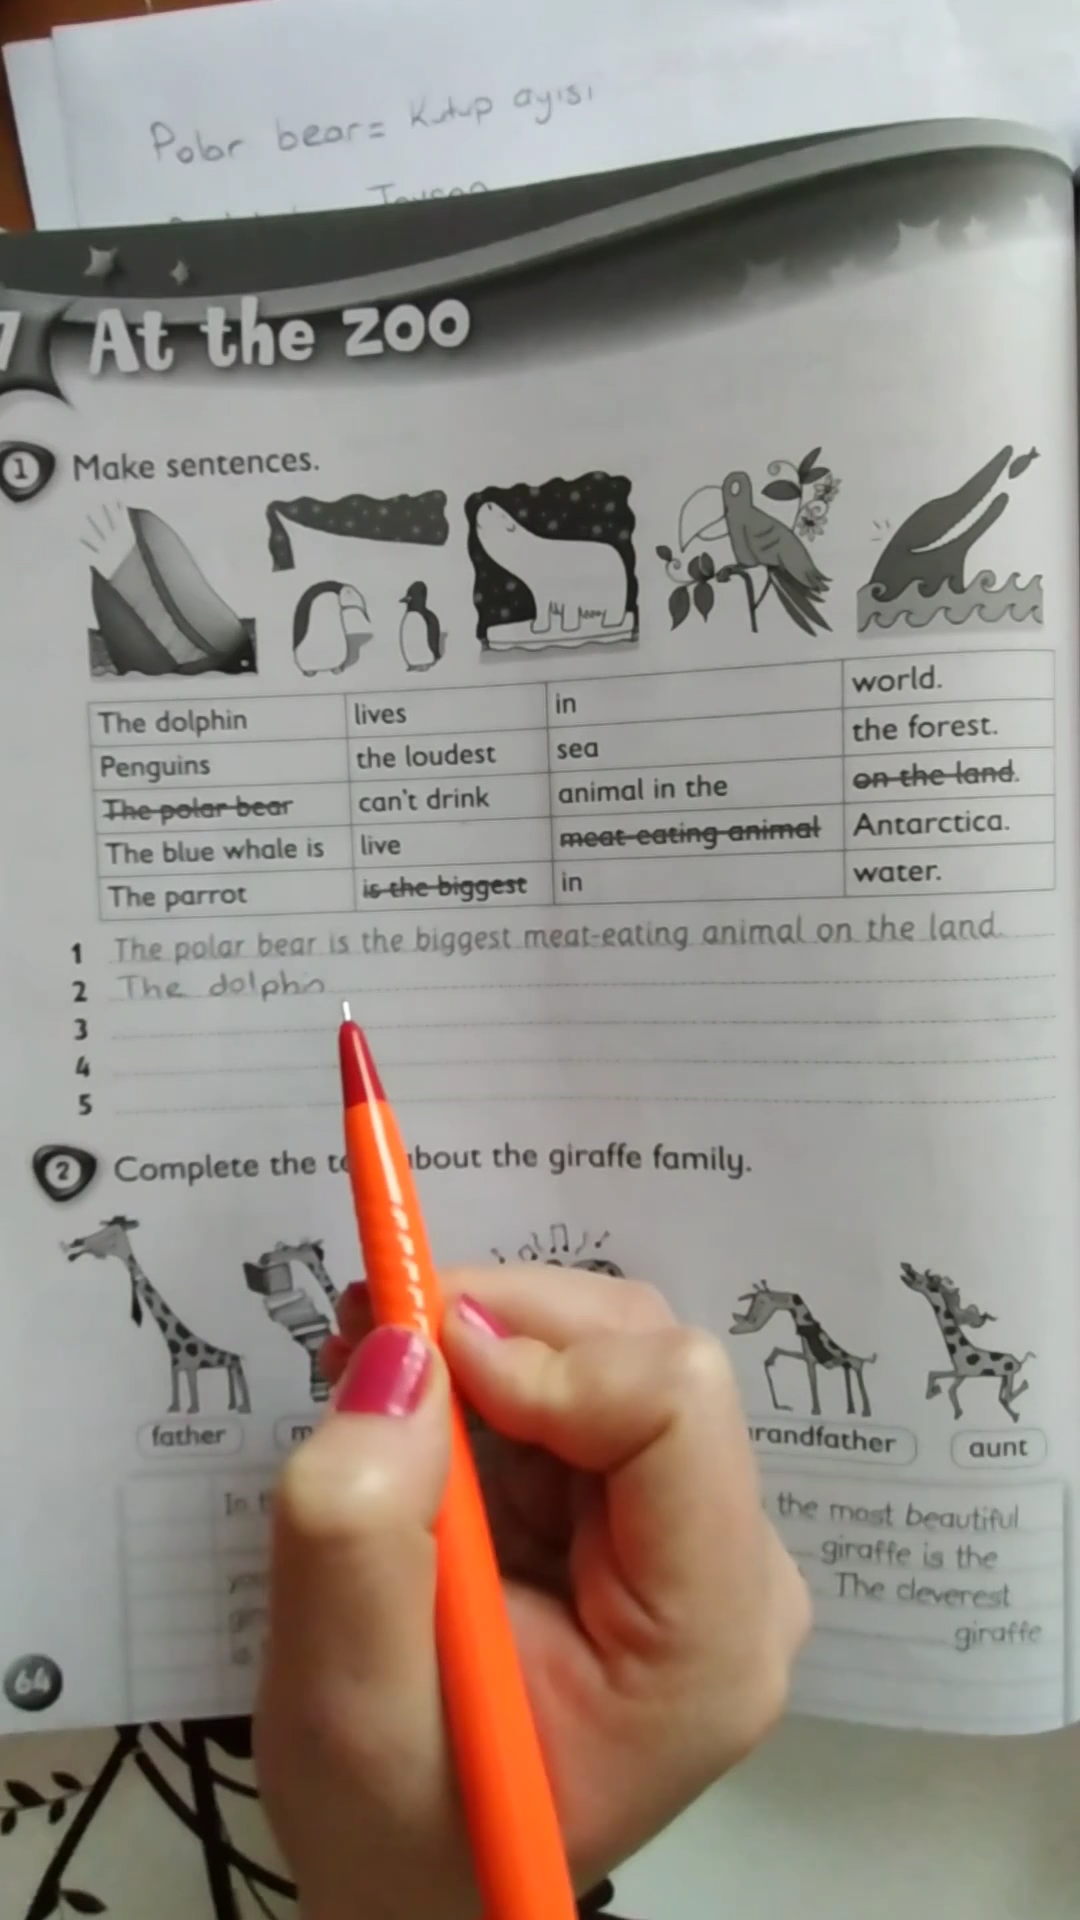 Polar bear = Kutup ayısı
Tavşan
7 At the zoo
1 Make sentences.
The dolphin lives in world.
Penguins the loudest sea the forest.
The polar bear can't drink animal in the on the land.
The blue whale is live meat-eating animal Antarctica.
The parrot is the biggest in water.
1 The polar bear is the biggest meat-eating animal on the land.
2 The dolphin
3
4
5
2 Complete the about the giraffe family.
father
grandfather
aunt
In
the most beautiful
giraffe is the
The cleverest
giraffe
64